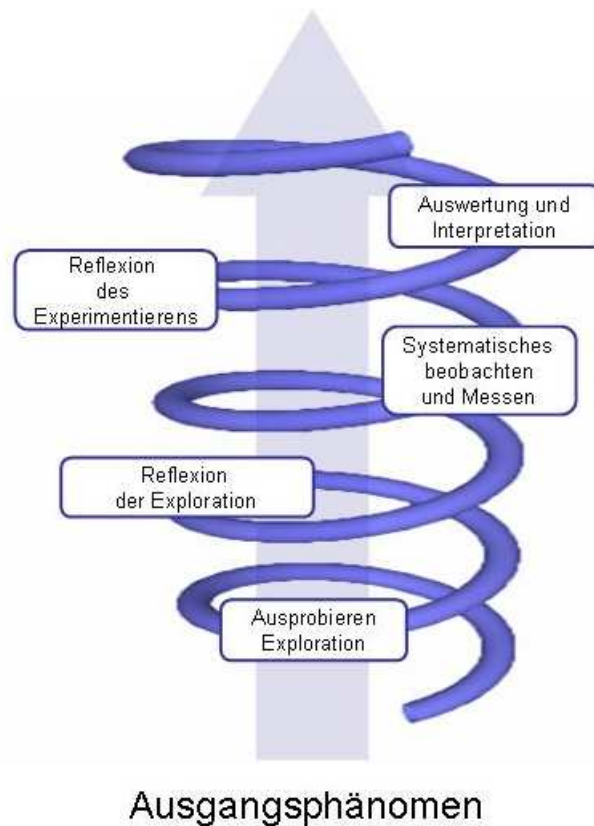 Auswertung und
Interpretation
Reflexion
des
Experimentierens
Systematisches
beobachten
und Messen
Reflexion
der Exploration
Ausprobieren
Exploration
Ausgangsphänomen